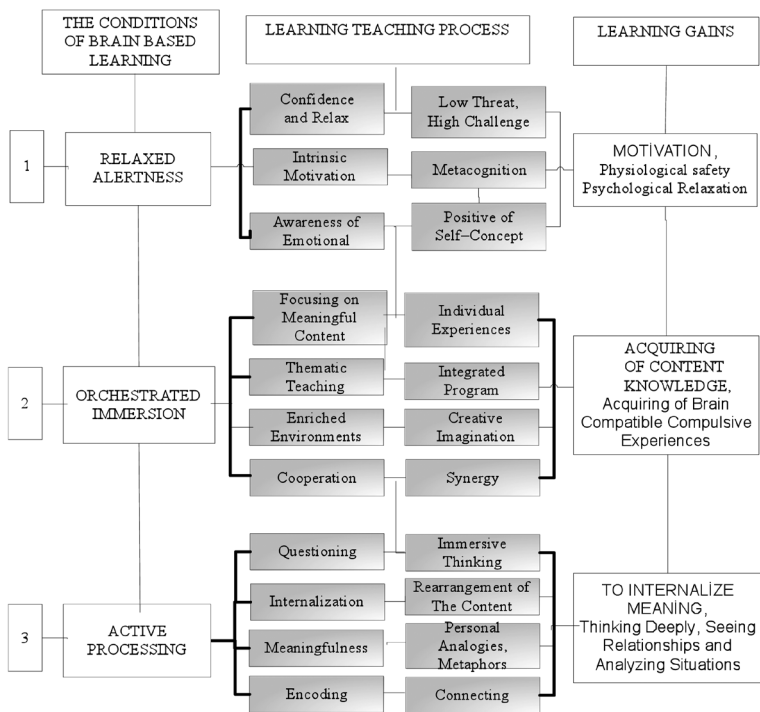 THE CONDITIONS
OF BRAIN BASED
LEARNING
LEARNING TEACHING PROCESS
LEARNING GAINS
1
RELAXED
ALERTNESS
Confidence
and Relax
Low Threat,
High Challenge
Intrinsic
Motivation
Metacognition
Awareness of
Emotional
Positive of
Self–Concept
MOTIVATION,
Physiological safety
Psychological Relaxation
2
ORCHESTRATED
IMMERSION
Focusing on
Meaningful
Content
Individual
Experiences
Thematic
Teaching
Integrated
Program
Enriched
Environments
Creative
Imagination
Cooperation
Synergy
ACQUIRING
OF CONTENT
KNOWLEDGE,
Acquiring of Brain
Compatible Compulsive
Experiences
3
ACTIVE
PROCESSING
Questioning
Immersive
Thinking
Internalization
Rearrangement of
The Content
Meaningfulness
Personal
Analogies,
Metaphors
Encoding
Connecting
TO INTERNALİZE
MEANİNG,
Thinking Deeply, Seeing
Relationships and
Analyzing Situations